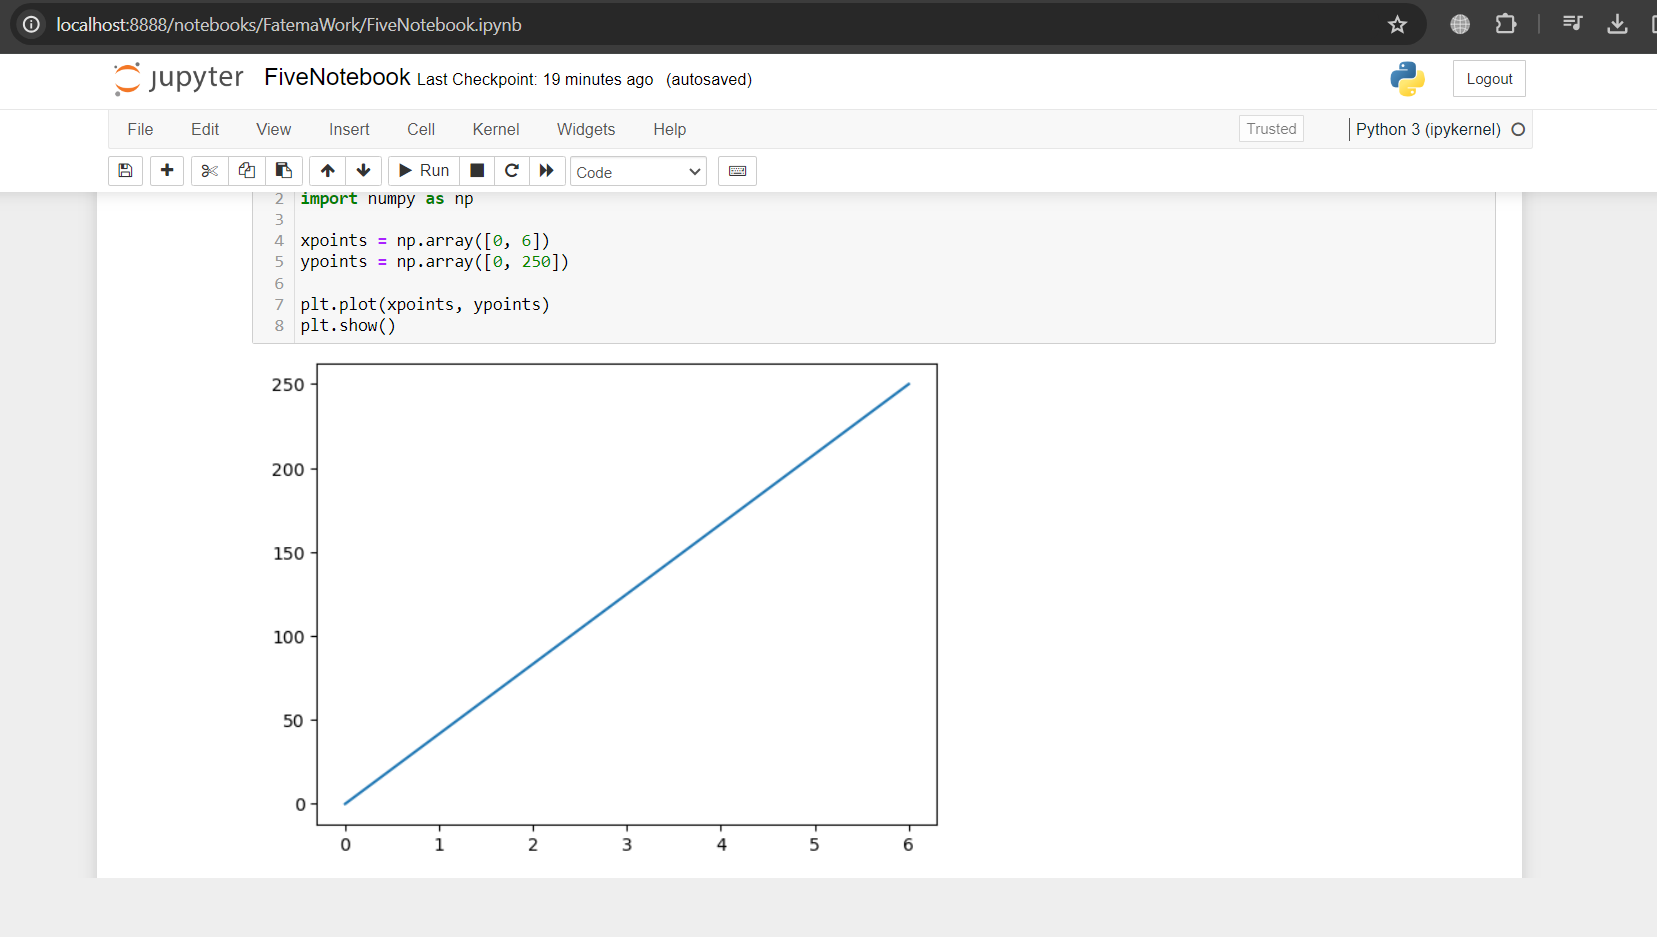 localhost:8888/notebooks/FatemaWork/FiveNotebook.ipynb
jupyter FiveNotebook Last Checkpoint: 19 minutes ago (autosaved) Logout
File Edit View Insert Cell Kernel Widgets Help Trusted Python 3 (ipykernel)
Run Code
2 import numpy as np
3
4 xpoints = np.array([0, 6])
5 ypoints = np.array([0, 250])
6
7 plt.plot(xpoints, ypoints)
8 plt.show()
250
200
150
100
50
0
0 1 2 3 4 5 6